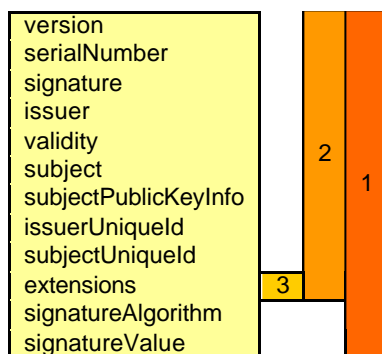 version
serialNumber
signature
issuer
validity
subject
subjectPublicKeyInfo
issuerUniqueId
subjectUniqueId
extensions
signatureAlgorithm
signatureValue
3
2
1